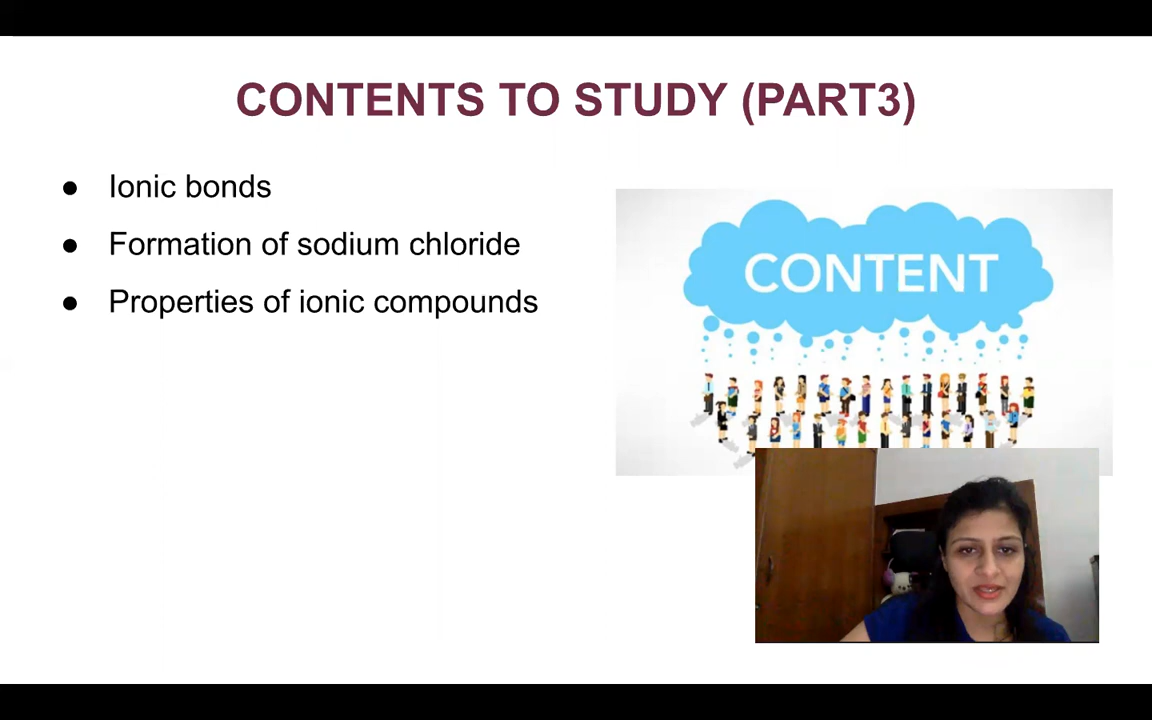 CONTENTS TO STUDY (PART3)
● Ionic bonds
● Formation of sodium chloride
● Properties of ionic compounds
CONTENT